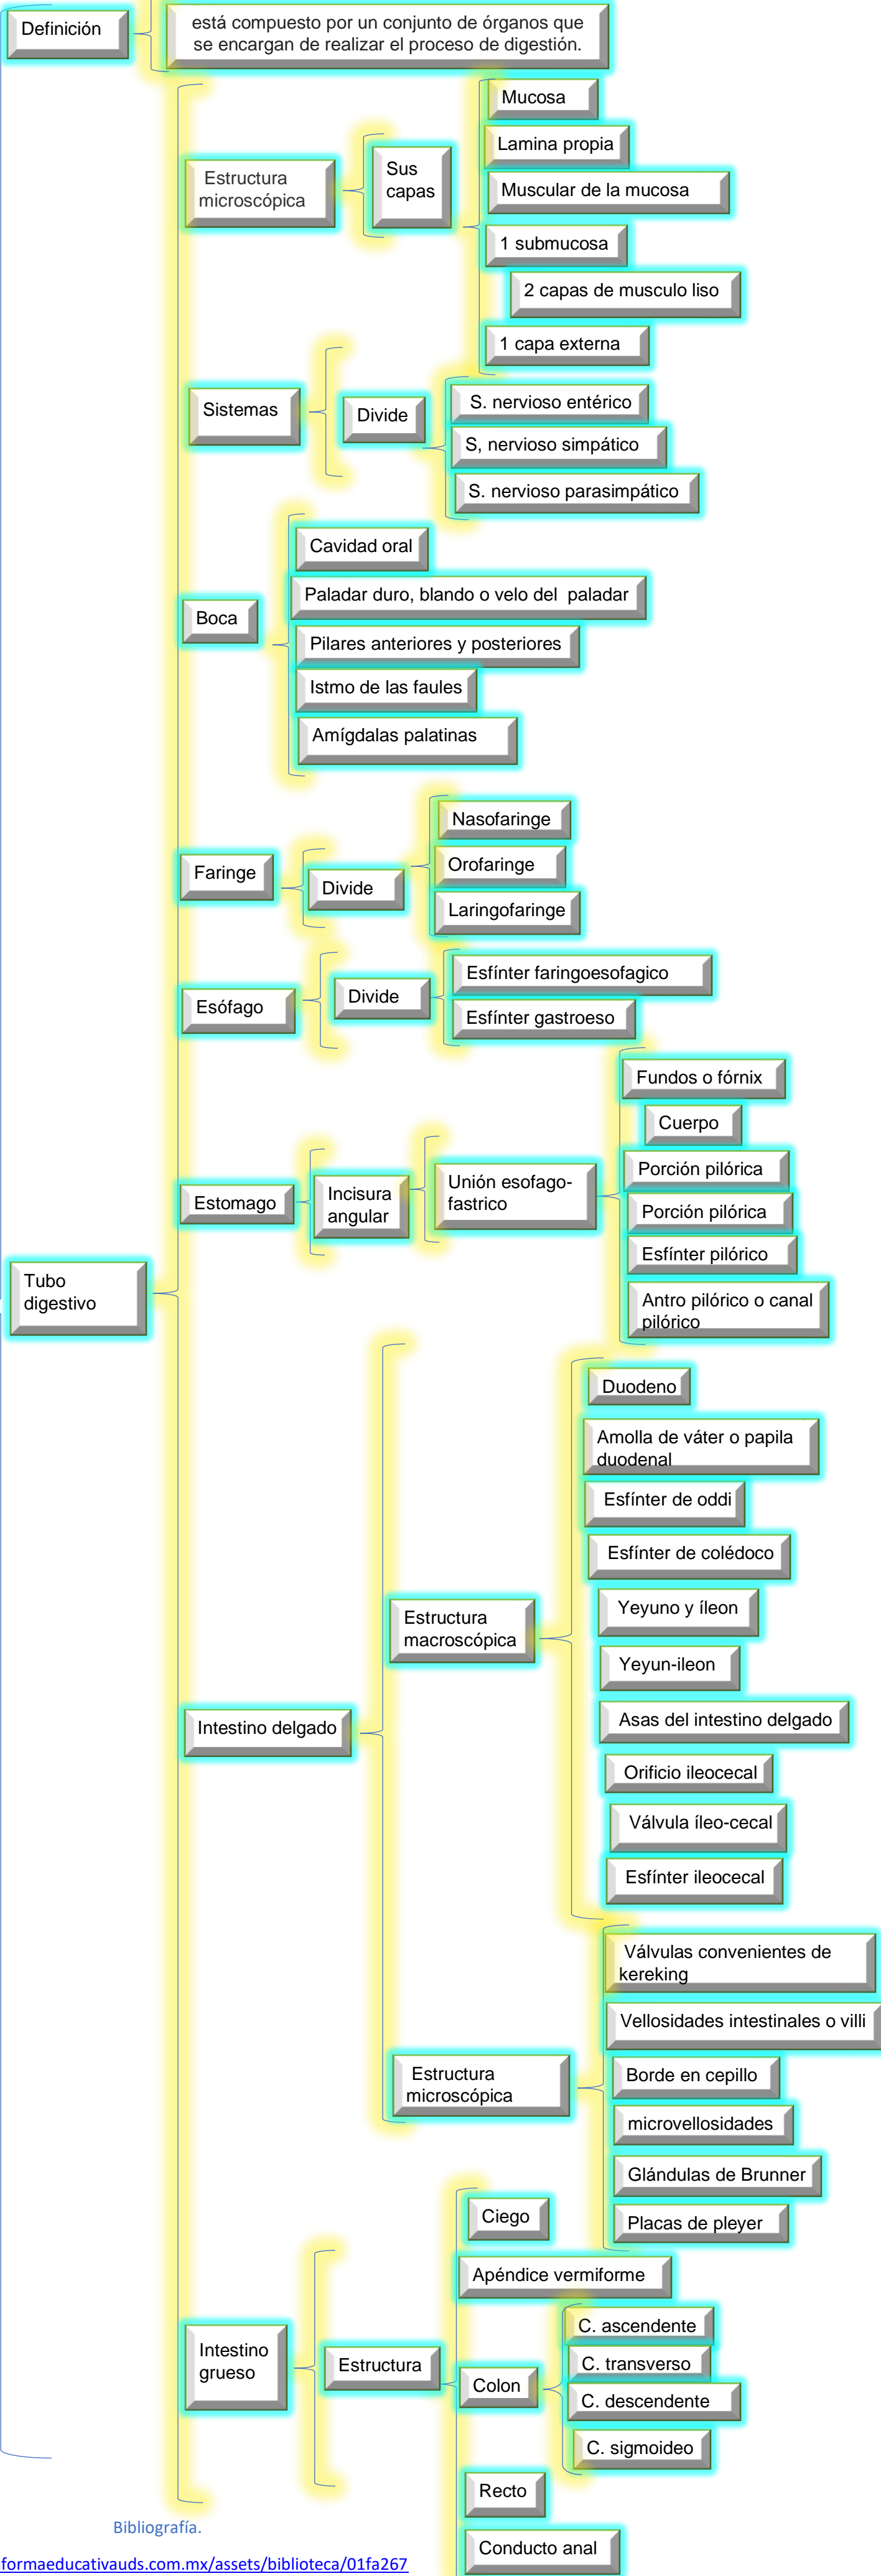 Definición
está compuesto por un conjunto de órganos que
se encargan de realizar el proceso de digestión.
Tubo
digestivo
Estructura
microscópica
Sus
capas
Mucosa
Lamina propia
Muscular de la mucosa
1 submucosa
2 capas de musculo liso
1 capa externa
Sistemas
Divide
S. nervioso entérico
S, nervioso simpático
S. nervioso parasimpático
Boca
Cavidad oral
Paladar duro, blando o velo del paladar
Pilares anteriores y posteriores
Istmo de las faules
Amígdalas palatinas
Faringe
Divide
Nasofaringe
Orofaringe
Laringofaringe
Esófago
Divide
Esfínter faringoesofagico
Esfínter gastroeso
Estomago
Incisura
angular
Unión esofago-
fastrico
Fundos o fórnix
Cuerpo
Porción pilórica
Porción pilórica
Esfínter pilórico
Antro pilórico o canal
pilórico
Intestino delgado
Estructura
macroscópica
Duodeno
Amolla de váter o papila
duodenal
Esfínter de oddi
Esfínter de colédoco
Yeyuno y íleon
Yeyun-ileon
Asas del intestino delgado
Orificio ileocecal
Válvula íleo-cecal
Esfínter ileocecal
Estructura
microscópica
Válvulas convenientes de
kereking
Vellosidades intestinales o villi
Borde en cepillo
microvellosidades
Glándulas de Brunner
Placas de pleyer
Intestino
grueso
Estructura
Ciego
Apéndice vermiforme
Colon
C. ascendente
C. transverso
C. descendente
C. sigmoideo
Recto
Conducto anal
Bibliografía.
formaeducativauds.com.mx/assets/biblioteca/01fa267